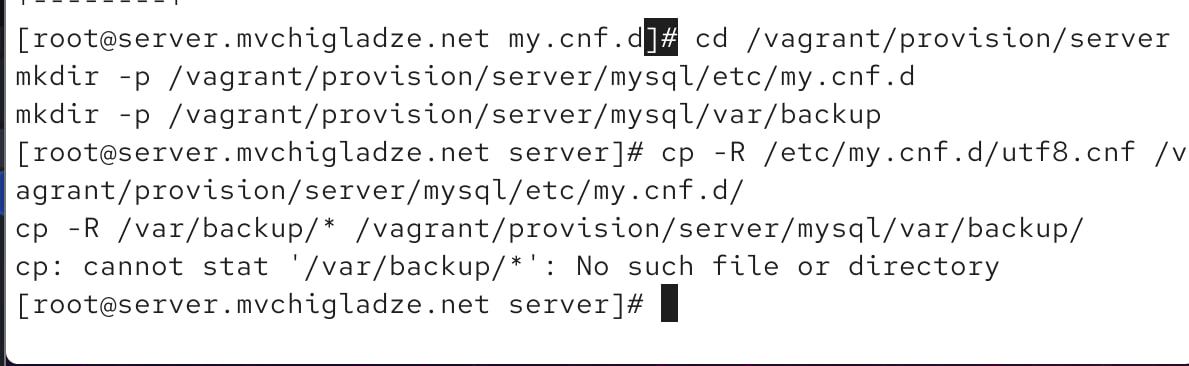 [root@server.mvchigladze.net my.cnf.d]# cd /vagrant/provision/server
mkdir -p /vagrant/provision/server/mysql/etc/my.cnf.d
mkdir -p /vagrant/provision/server/mysql/var/backup
[root@server.mvchigladze.net server]# cp -R /etc/my.cnf.d/utf8.cnf /v
agrant/provision/server/mysql/etc/my.cnf.d/
cp -R /var/backup/* /vagrant/provision/server/mysql/var/backup/
cp: cannot stat '/var/backup/*': No such file or directory
[root@server.mvchigladze.net server]#